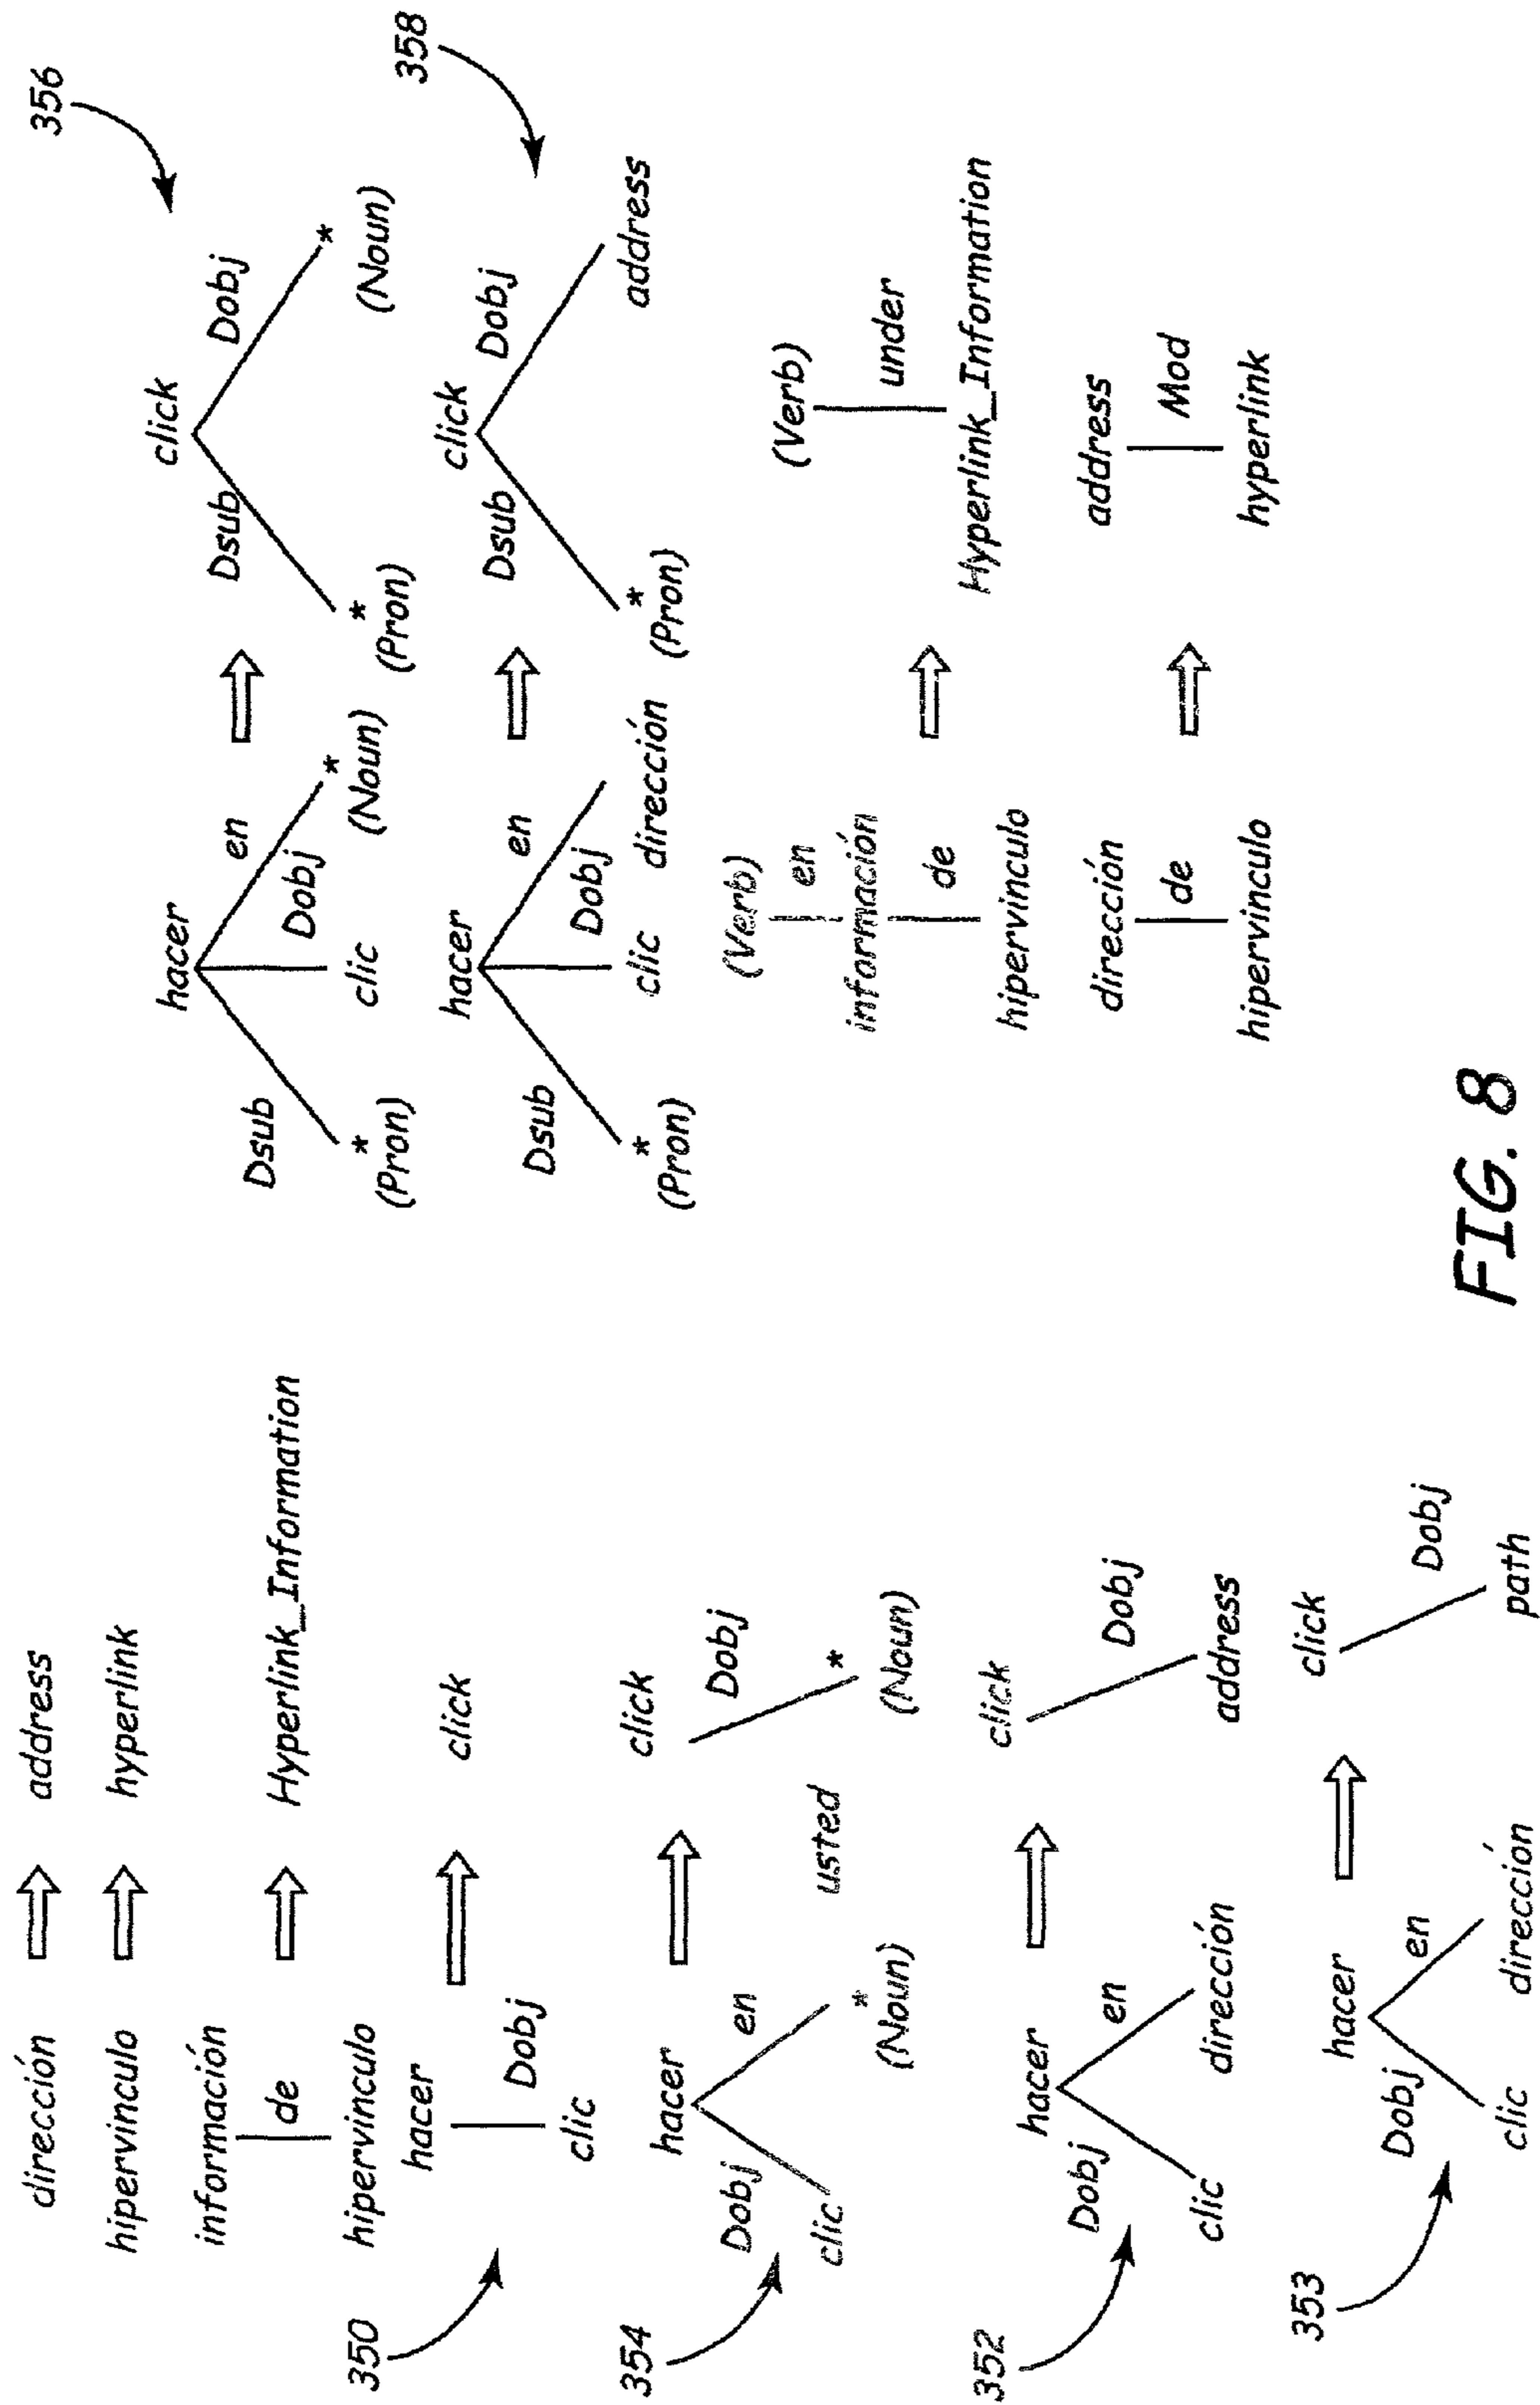 dirección address
hipervinculo hyperlink
información
de Hyperlink_Information
hipervinculo
350
hacer click
Dobj
clic
354
hacer click
Dobj en Dobj
clic * usted *
(Noun) (Noun)
352
hacer click
Dobj en Dobj
clic dirección address
353
hacer click
Dobj en Dobj
clic dirección path
356
hacer click
Dsub en Dsub Dobj
Dobj
* clic * * *
(Pron) (Noun) (Pron) (Noun)
358
hacer click
Dsub en Dsub Dobj
Dobj
* clic dirección * address
(Pron) (Pron)
(Verb) (Verb)
en under
información
de Hyperlink_Information
hipervinculo
dirección address
de Mod
hipervinculo hyperlink
FIG. 8